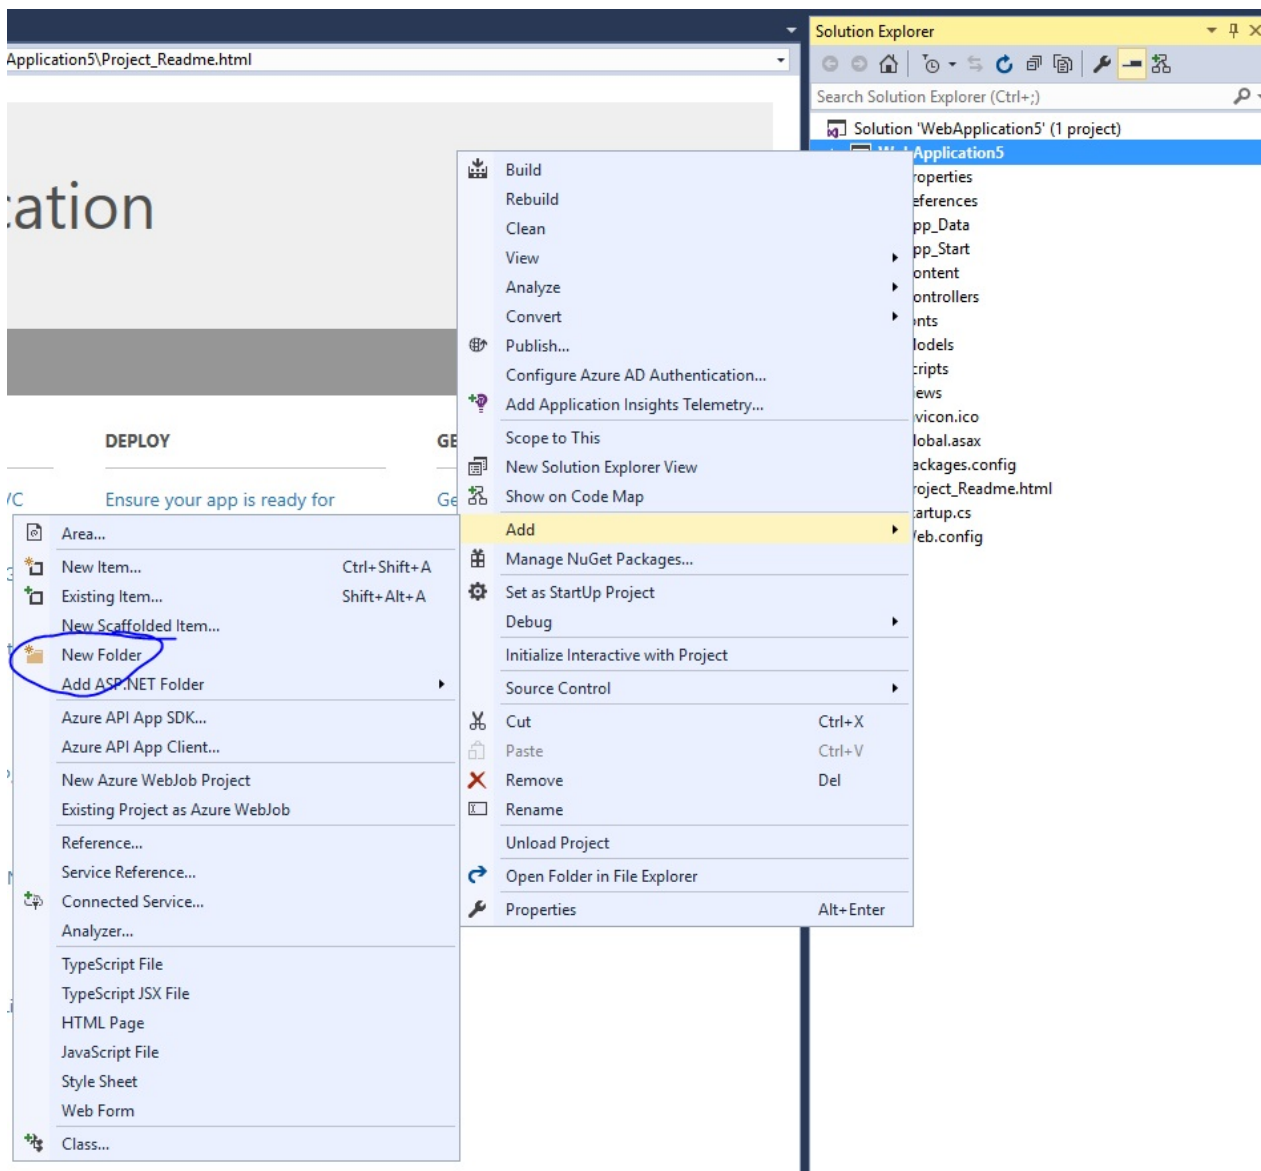 Application5\Project_Readme.html
Solution Explorer
Search Solution Explorer (Ctrl+;)
Solution 'WebApplication5' (1 project)
WebApplication5
roperties
eferences
pp_Data
pp_Start
ontent
ontrollers
onts
lodels
cripts
iews
vicon.ico
lobal.asax
ackages.config
roject_Readme.html
tartup.cs
eb.config
cation
DEPLOY
GE
VC
Ensure your app is ready for
Ge
Build
Rebuild
Clean
View
Analyze
Convert
Publish...
Configure Azure AD Authentication...
Add Application Insights Telemetry...
Scope to This
New Solution Explorer View
Show on Code Map
Add
Manage NuGet Packages...
Set as StartUp Project
Debug
Initialize Interactive with Project
Source Control
Cut Ctrl+X
Paste Ctrl+V
Remove Del
Rename
Unload Project
Open Folder in File Explorer
Properties Alt+Enter
Area...
New Item... Ctrl+Shift+A
Existing Item... Shift+Alt+A
New Scaffolded Item...
New Folder
Add ASP.NET Folder
Azure API App SDK...
Azure API App Client...
New Azure WebJob Project
Existing Project as Azure WebJob
Reference...
Service Reference...
Connected Service...
Analyzer...
TypeScript File
TypeScript JSX File
HTML Page
JavaScript File
Style Sheet
Web Form
Class...